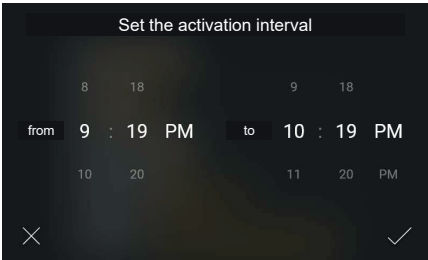 Set the activation interval
8 18 9 18
from 9 : 19 PM to 10 : 19 PM
10 20 11 20 PM